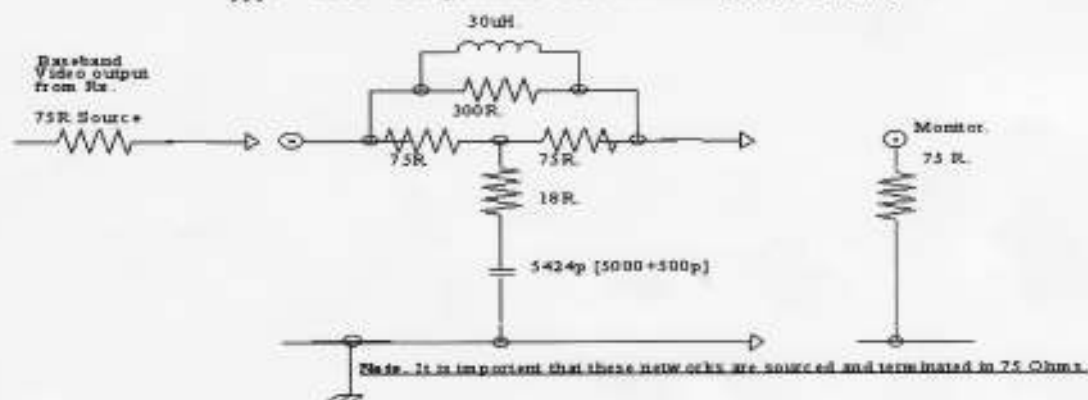 30uH.
Baseband
Video output
from Rx.
300R.
75R Source
75R.
75R.
Monitor.
75 R.
18R.
5424p [5000+500p]
Note. It is important that these networks are sourced and terminated in 75 Ohms.